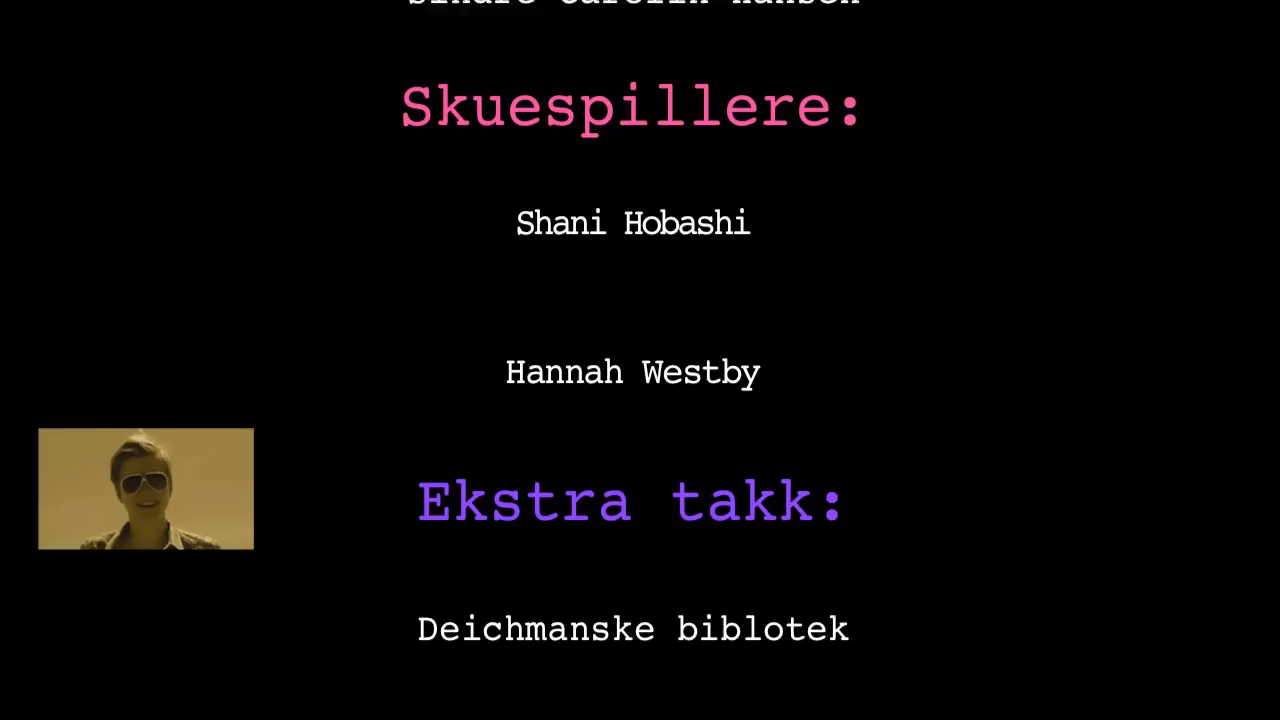 Skuespillere:
Shani Hobashi
Hannah Westby
Ekstra takk:
Deichmanske biblotek